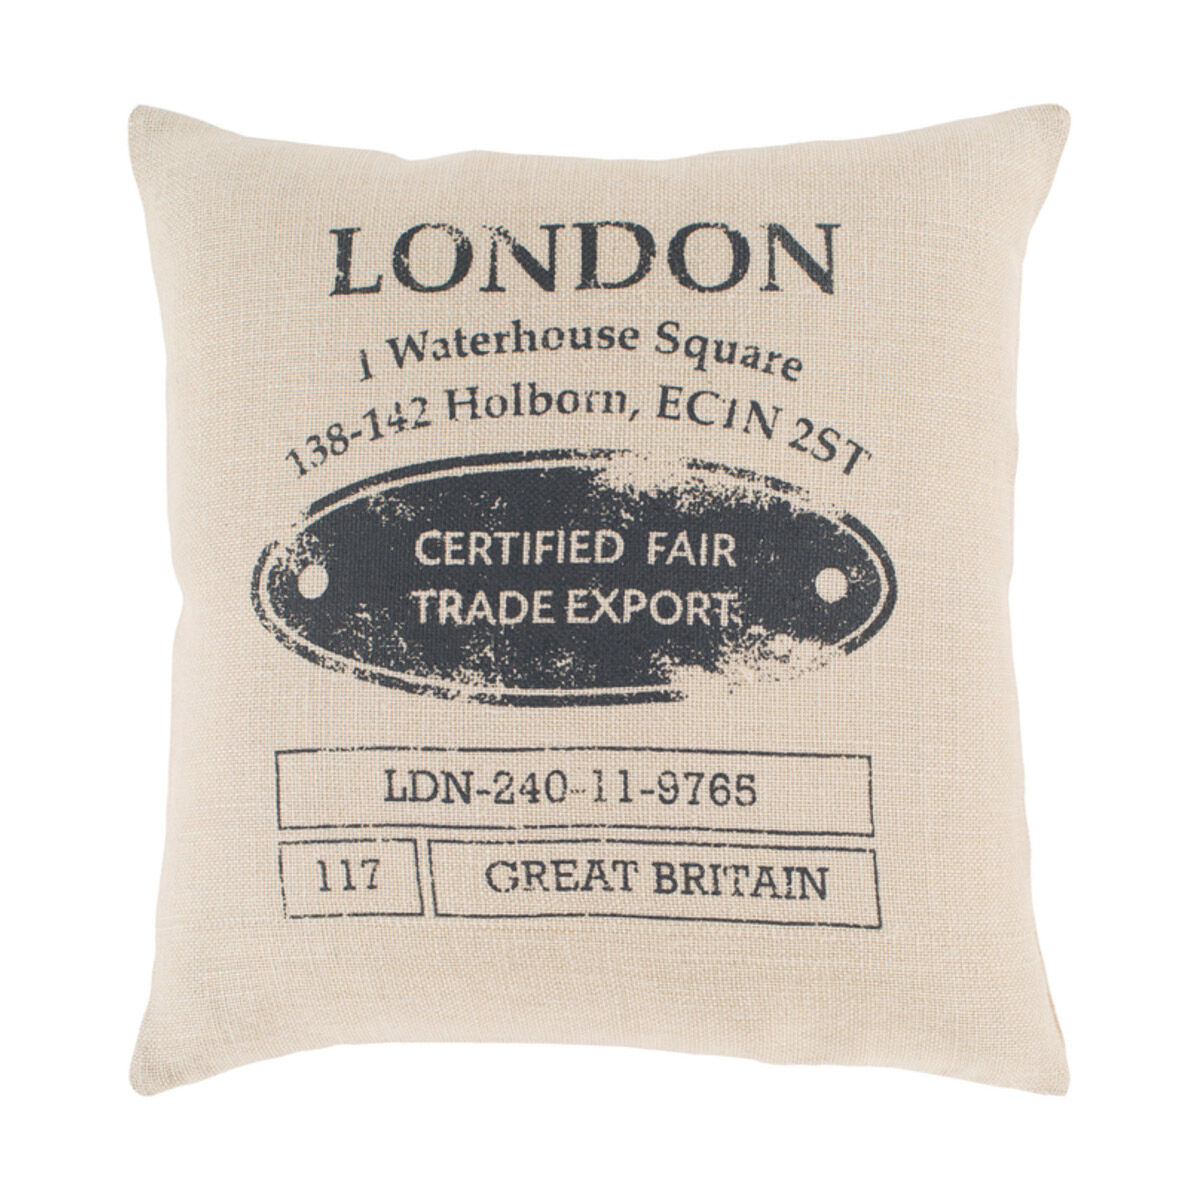 LONDON
1 Waterhouse Square
138-142 Holborn, EC1N 2ST
CERTIFIED FAIR
TRADE EXPORT.
LDN-240-11-9765
117
GREAT BRITAIN